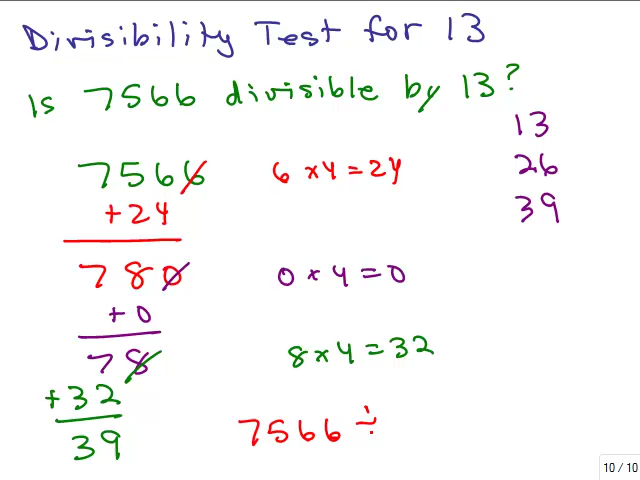 Divisibility Test for 13
Is 7566 divisible by 13?
13
7566 6 x 4 = 24 26
+24 39
780 0 x 4 = 0
+0
78 8 x 4 = 32
+32
39 7566 ÷
10 / 10